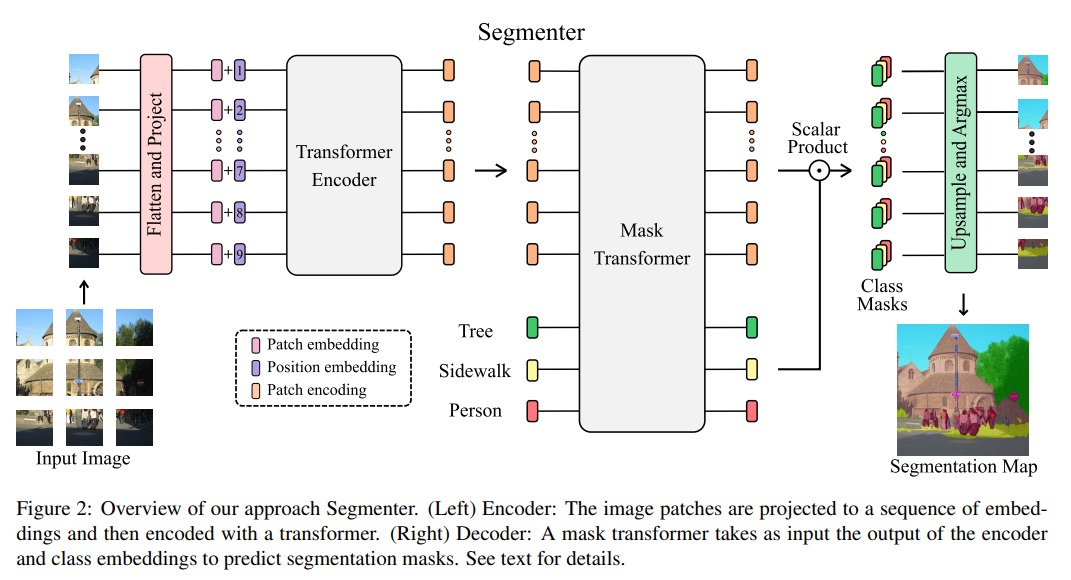 Segmenter
Flatten and Project
+1
+2
+7
+8
+9
Transformer
Encoder
Mask
Transformer
Scalar
Product
Upsample and Argmax
Class
Masks
Tree
Sidewalk
Person
Patch embedding
Position embedding
Patch encoding
Input Image
Segmentation Map
Figure 2: Overview of our approach Segmenter. (Left) Encoder: The image patches are projected to a sequence of embed-
dings and then encoded with a transformer. (Right) Decoder: A mask transformer takes as input the output of the encoder
and class embeddings to predict segmentation masks. See text for details.